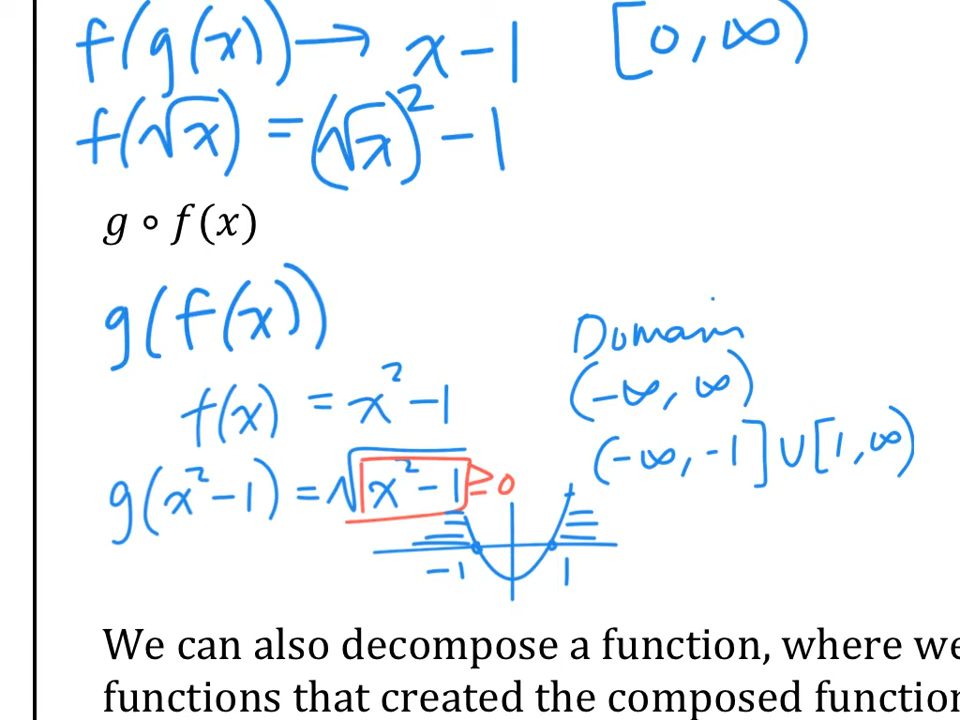 f(g(x)) → x - 1 [0, ∞)
f(√x) = (√x)² - 1
g ∘ f(x)
g(f(x))
Domain
(-∞, ∞)
f(x) = x² - 1
(-∞, -1] ∪ [1, ∞)
g(x² - 1) = √x² - 1 ≥ 0
-1 1
We can also decompose a function, where we
functions that created the composed function